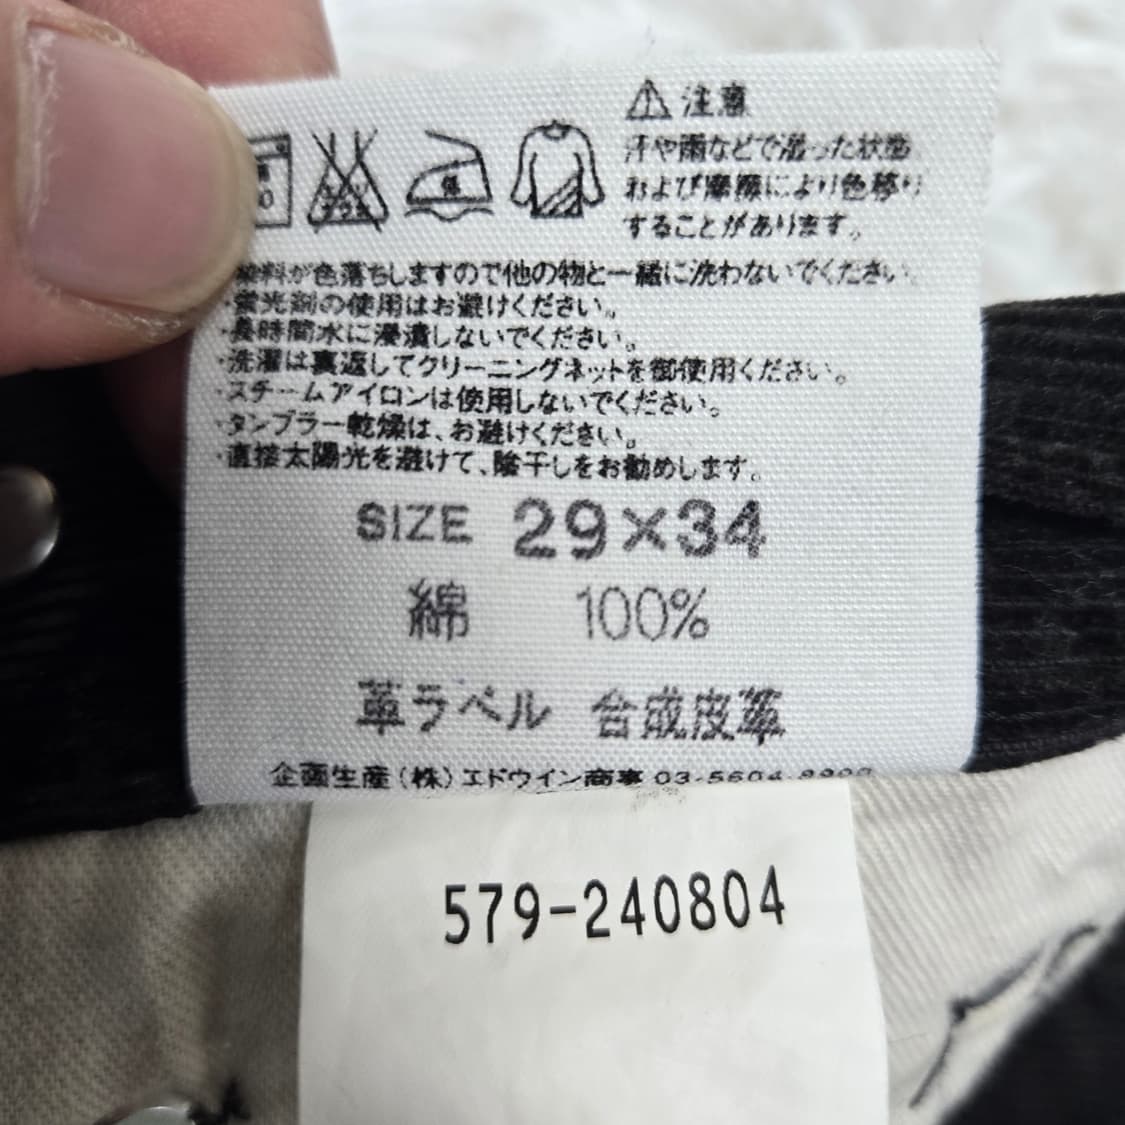 注意
汗や雨などで湿った状態
および摩擦により色移り
することがあります。
低
染料が色落ちしますので他の物と一緒に洗わないでください。
・蛍光剤の使用はお避けください。
・長時間水に浸漬しないでください。
・洗濯は裏返してクリーニングネットを御使用ください。
・スチームアイロンは使用しないでください。
・タンブラー乾燥は、お避けください。
・直接太陽光を避けて、陰干しをお勧めします。
SIZE 29×34
綿 100%
革ラベル 合成皮革
企画生産(株)エドウイン商事 03-5604-
579-240804